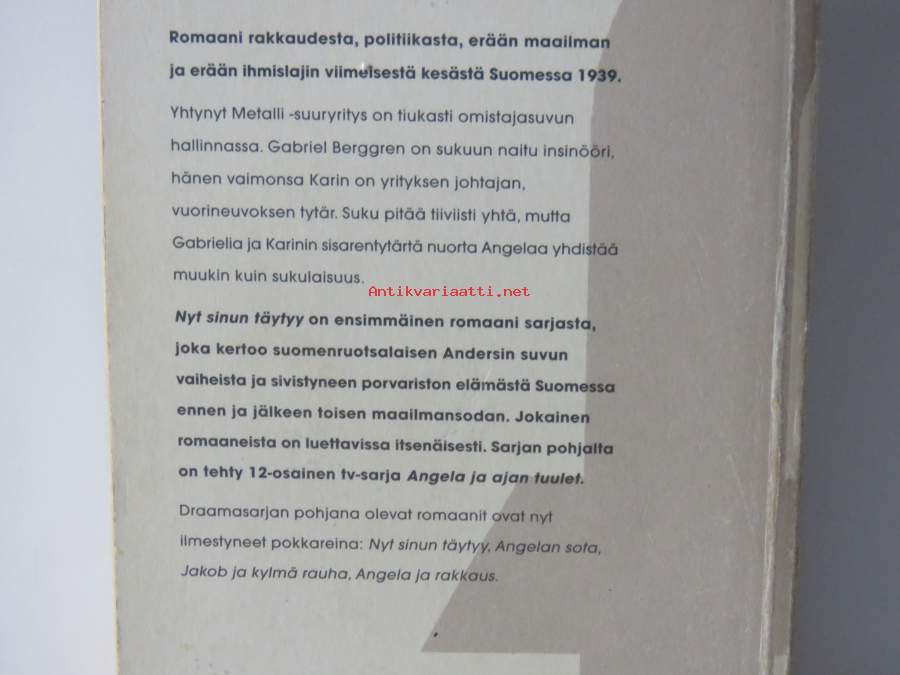 Romaani rakkaudesta, politiikasta, erään maailman
ja erään ihmislajin viimeisestä kesästä Suomessa 1939.
Yhtynyt Metalli -suuryritys on tiukasti omistajasuvun
hallinnassa. Gabriel Berggren on sukuun naitu insinööri,
hänen vaimonsa Karin on yrityksen johtajan,
vuorineuvoksen tytär. Suku pitää tiiviisti yhtä, mutta
Gabrielia ja Karinin sisarentytärtä nuorta Angelaa yhdistää
muukin kuin sukulaisuus.
Antikvariaatti.net
Nyt sinun täytyy on ensimmäinen romaani sarjasta,
joka kertoo suomenruotsalaisen Andersin suvun
vaiheista ja sivistyneen porvariston elämästä Suomessa
ennen ja jälkeen toisen maailmansodan. Jokainen
romaaneista on luettavissa itsenäisesti. Sarjan pohjalta
on tehty 12-osainen tv-sarja Angela ja ajan tuulet.
Draamasarjan pohjana olevat romaanit ovat nyt
ilmestyneet pokkareina: Nyt sinun täytyy, Angelan sota,
Jakob ja kylmä rauha, Angela ja rakkaus.